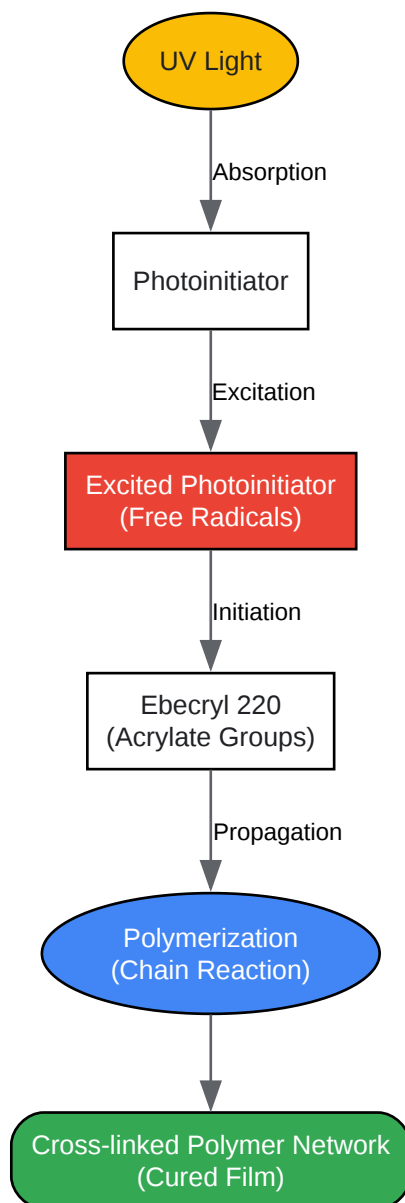 UV Light
Absorption
Photoinitiator
Excitation
Excited Photoinitiator
(Free Radicals)
Initiation
Ebecryl 220
(Acrylate Groups)
Propagation
Polymerization
(Chain Reaction)
Cross-linked Polymer Network
(Cured Film)